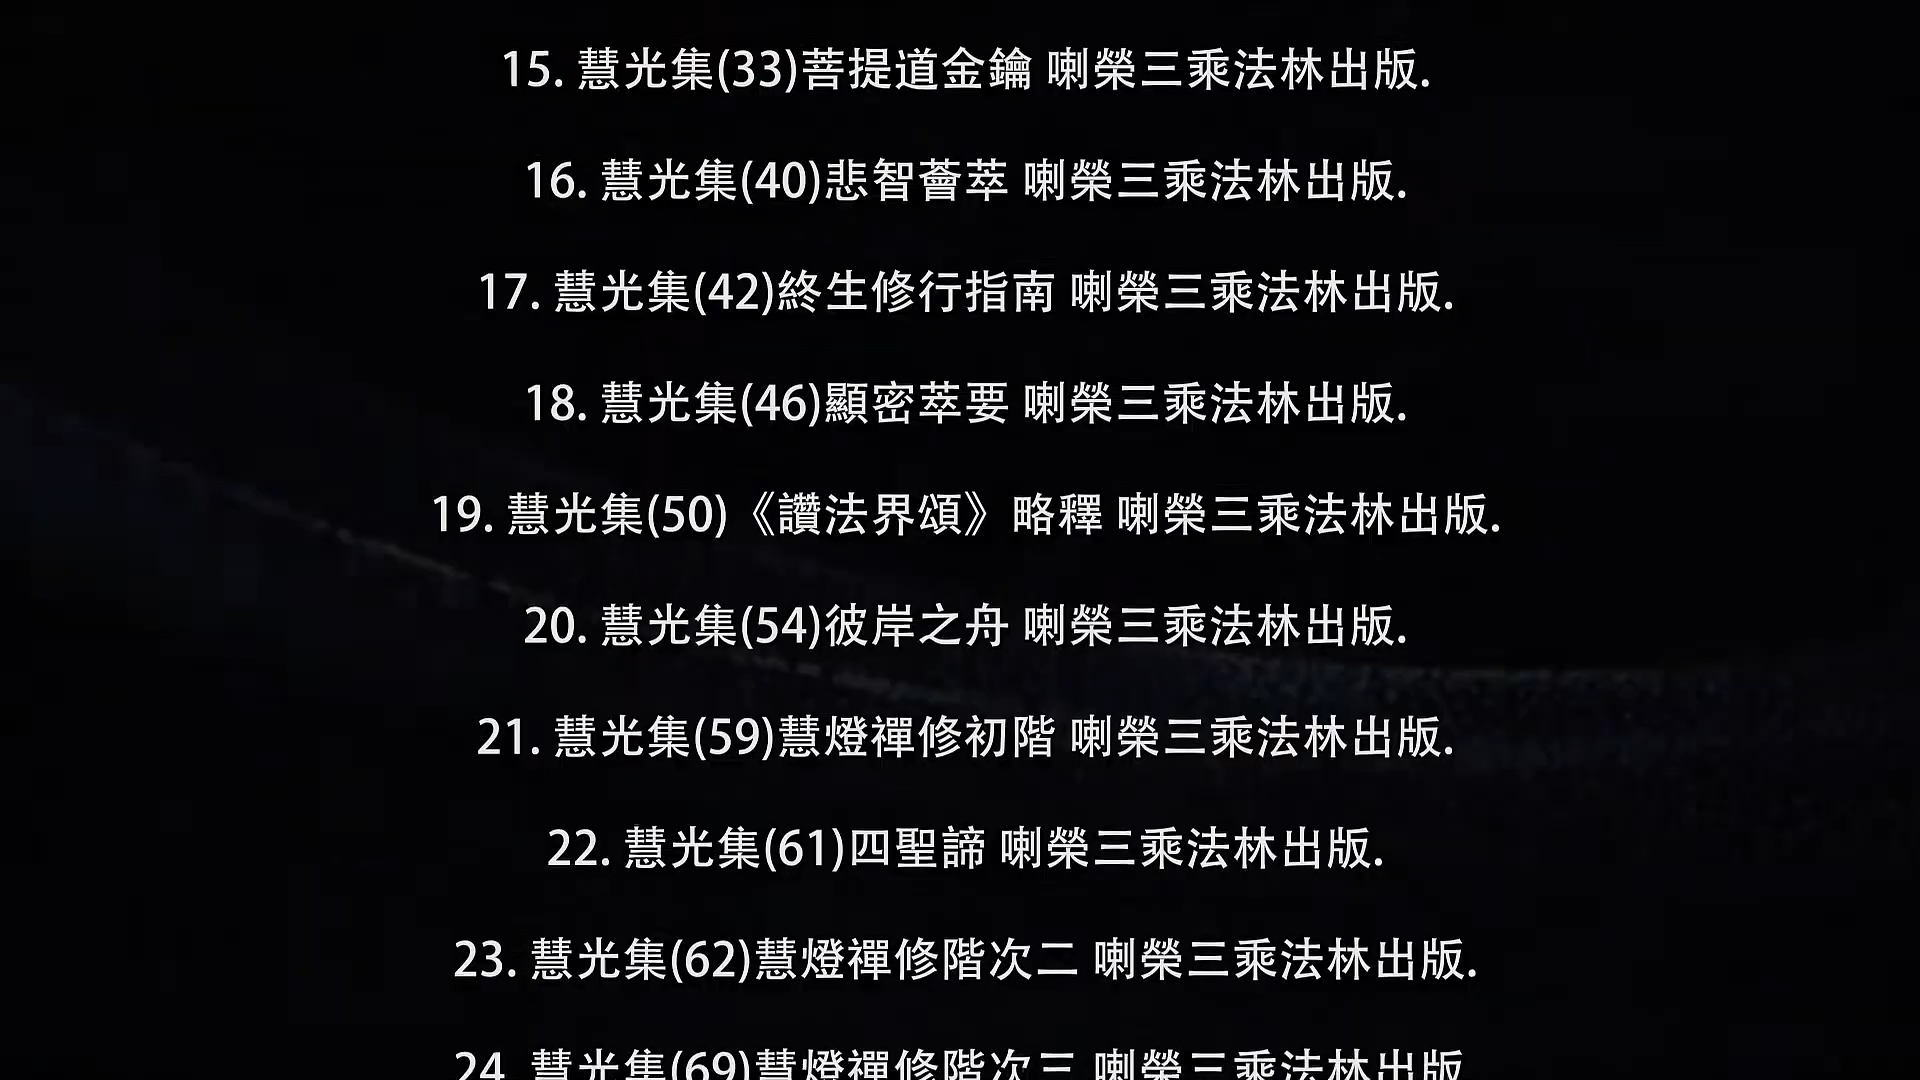 15. 慧光集(33)菩提道金鑰 喇榮三乘法林出版.
16. 慧光集(40)悲智薈萃 喇榮三乘法林出版.
17. 慧光集(42)終生修行指南 喇榮三乘法林出版.
18. 慧光集(46)顯密萃要 喇榮三乘法林出版.
19. 慧光集(50)《讚法界頌》略釋 喇榮三乘法林出版.
20. 慧光集(54)彼岸之舟 喇榮三乘法林出版.
21. 慧光集(59)慧燈禪修初階 喇榮三乘法林出版.
22. 慧光集(61)四聖諦 喇榮三乘法林出版.
23. 慧光集(62)慧燈禪修階次二 喇榮三乘法林出版.
24. 慧光集(69)慧燈禪修階次三 喇榮三乘法林出版